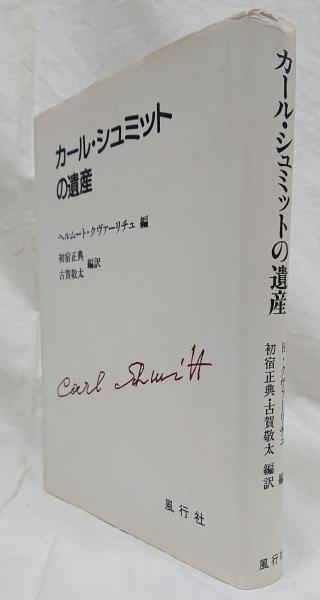 カール・シュミット
の遺産
ヘルムート・クヴァーリチュ 編
初宿正典
古賀敬太 編訳
Carl Schmitt
風行社
カール・シュミットの遺産
H・クヴァーリチュ 編
初宿正典・古賀敬太 編訳
風行社